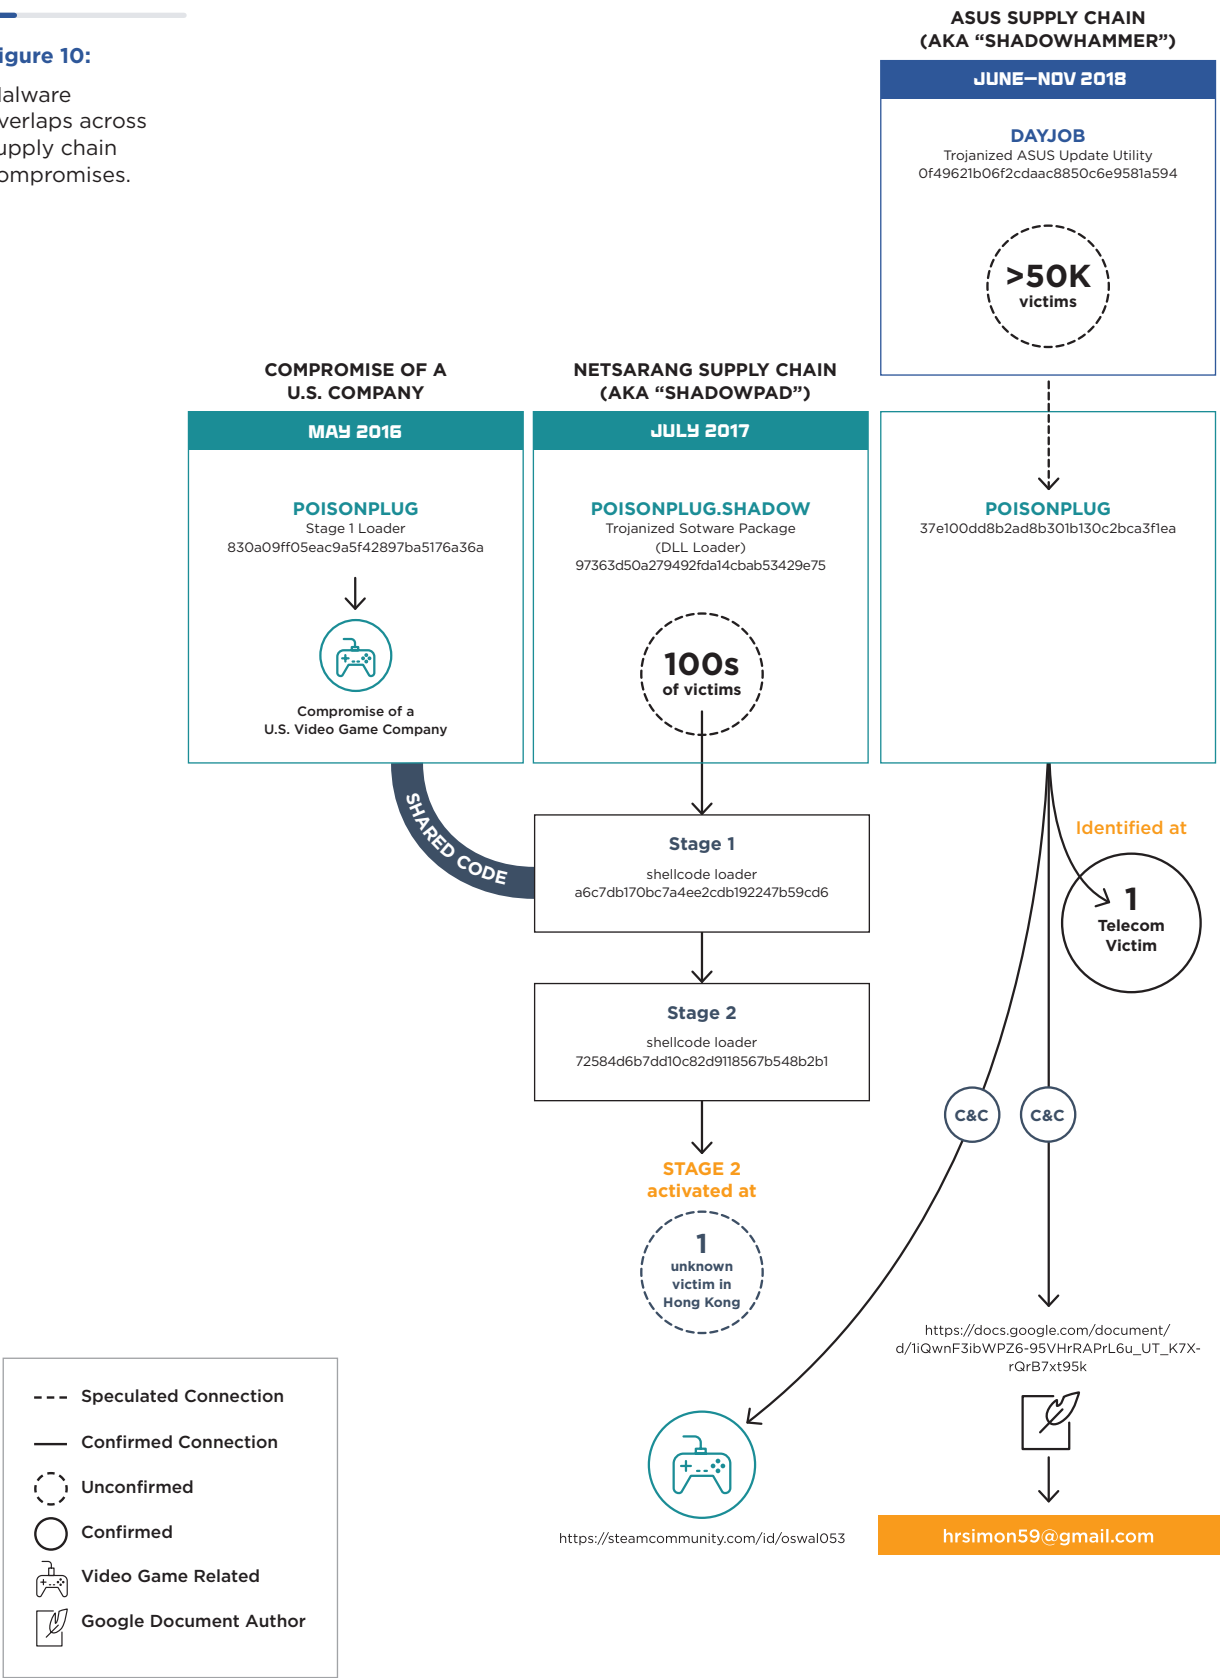 igure 10:
alware
verlaps across
upply chain
ompromises.
ASUS SUPPLY CHAIN
(AKA “SHADOWHAMMER”)
JUNE–NOV 2018
DAYJOB
Trojanized ASUS Update Utility
0f49621b06f2cdaac8850c6e9581a594
>50K
victims
COMPROMISE OF A
U.S. COMPANY
MAY 2016
POISONPLUG
Stage 1 Loader
830a09ff05eac9a5f42897ba5176a36a
Compromise of a
U.S. Video Game Company
NETSARANG SUPPLY CHAIN
(AKA “SHADOWPAD”)
JULY 2017
POISONPLUG.SHADOW
Trojanized Sotware Package
(DLL Loader)
97363d50a279492fda14cbab53429e75
100s
of victims
POISONPLUG
37e100dd8b2ad8b301b130c2bca3f1ea
SHARED CODE
Stage 1
shellcode loader
a6c7db170bc7a4ee2cdb192247b59cd6
Stage 2
shellcode loader
72584d6b7dd10c82d9118567b548b2b1
STAGE 2
activated at
1
unknown
victim in
Hong Kong
Identified at
1
Telecom
Victim
C&C
C&C
https://docs.google.com/document/
d/1iQwnF3ibWPZ6-95VHrRAPrL6u_UT_K7X-
rQrB7xt95k
https://steamcommunity.com/id/oswal053
hrsimon59@gmail.com
Speculated Connection
Confirmed Connection
Unconfirmed
Confirmed
Video Game Related
Google Document Author